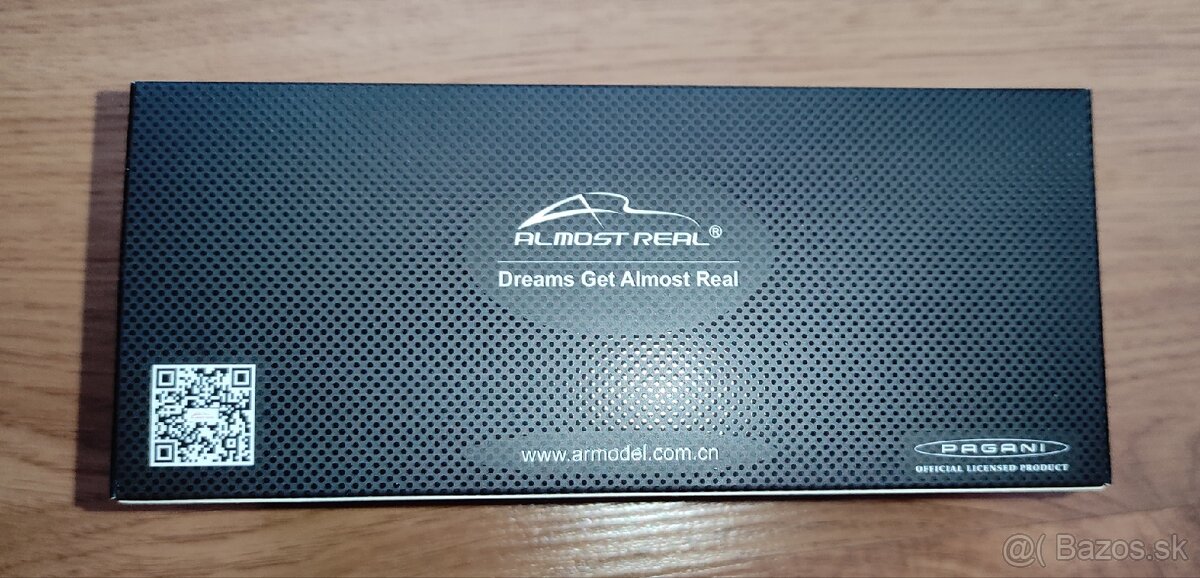 ALMOST REAL®
Dreams Get Almost Real
www.armodel.com.cn
PAGANI
OFFICIAL LICENSED PRODUCT
@( Bazos.sk